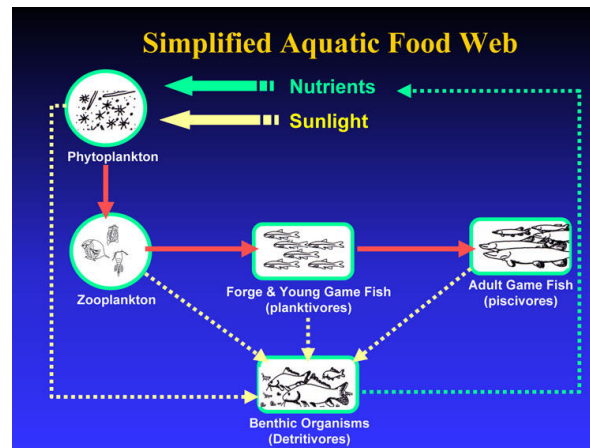 Simplified Aquatic Food Web
Nutrients
Sunlight
Phytoplankton
Zooplankton
Forge & Young Game Fish
(planktivores)
Adult Game Fish
(piscivores)
Benthic Organisms
(Detritivores)